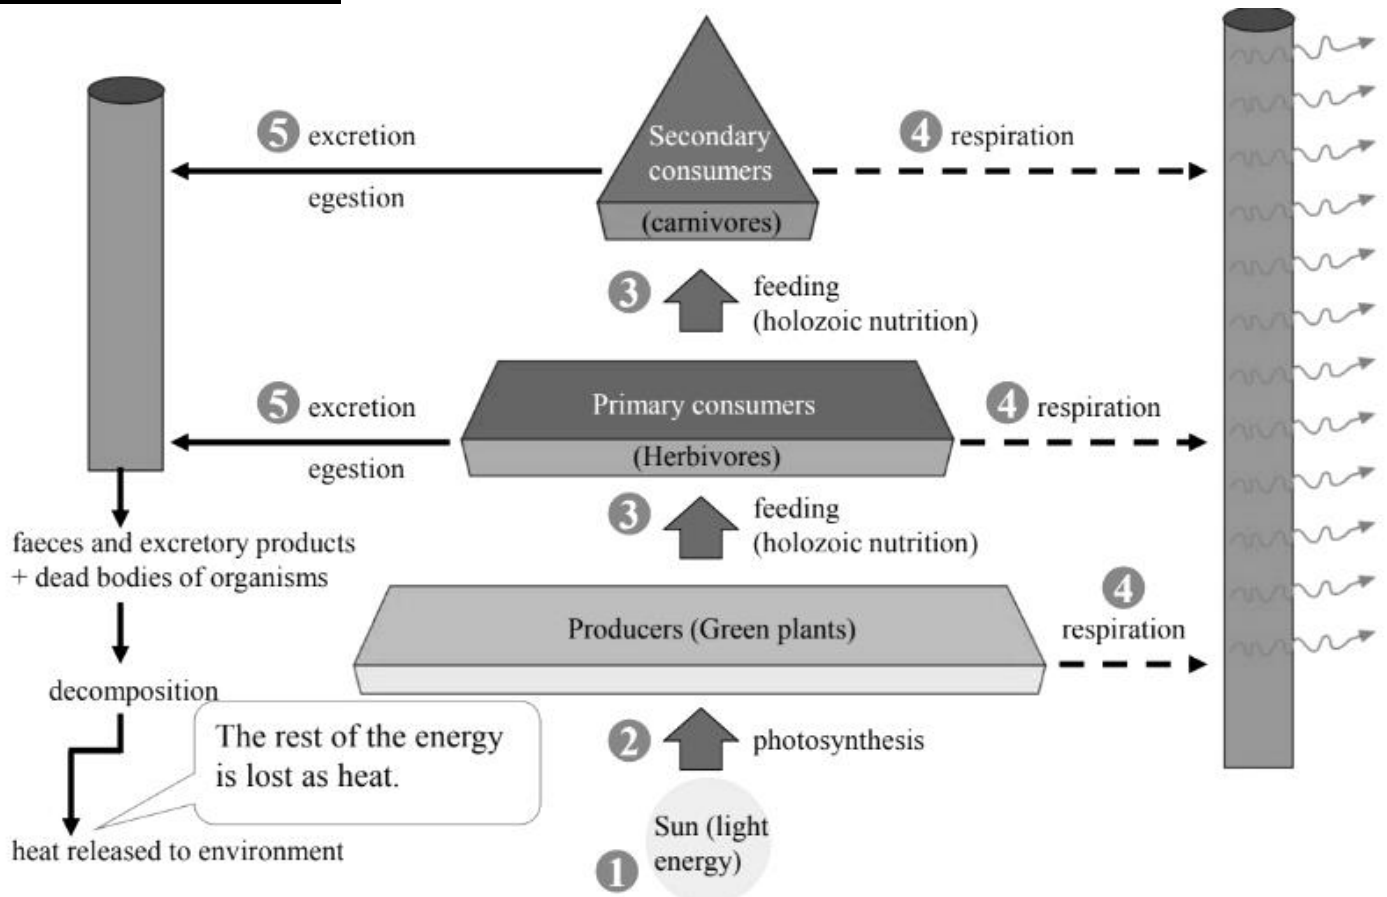 5 excretion
egestion
Secondary
consumers
(carnivores)
4 respiration
3 feeding
(holozoic nutrition)
5 excretion
egestion
Primary consumers
(Herbivores)
4 respiration
3 feeding
(holozoic nutrition)
faeces and excretory products
+ dead bodies of organisms
Producers (Green plants)
4
respiration
decomposition
The rest of the energy
is lost as heat.
2 photosynthesis
heat released to environment
Sun (light
energy)
1